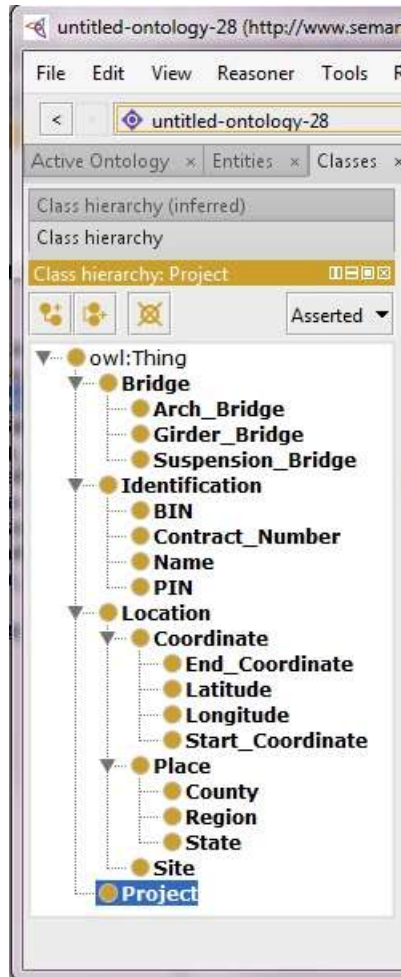 untitled-ontology-28 (http://www.seman
File Edit View Reasoner Tools R
< untitled-ontology-28
Active Ontology × Entities × Classes ×
Class hierarchy (inferred)
Class hierarchy
Class hierarchy: Project
Asserted
owl:Thing
Bridge
Arch_Bridge
Girder_Bridge
Suspension_Bridge
Identification
BIN
Contract_Number
Name
PIN
Location
Coordinate
End_Coordinate
Latitude
Longitude
Start_Coordinate
Place
County
Region
State
Site
Project